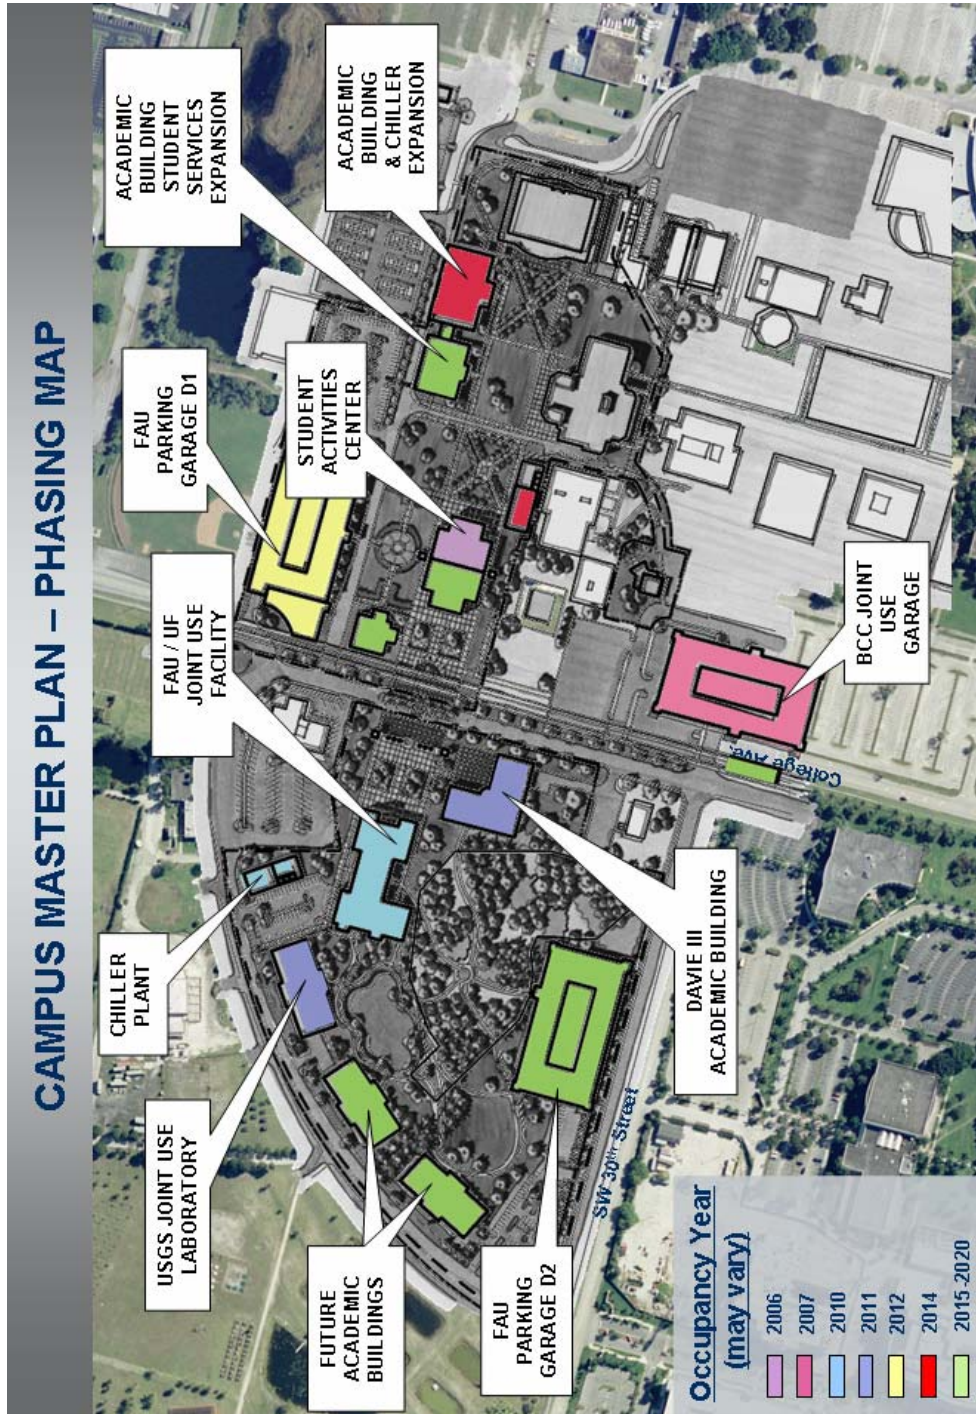 CAMPUS MASTER PLAN – PHASING MAP
USGS JOINT USE
LABORATORY
CHILLER
PLANT
FAU / UF
JOINT USE
FACILITY
FAU
PARKING
GARAGE D1
STUDENT
ACTIVITIES
CENTER
ACADEMIC
BUILDING
STUDENT
SERVICES
EXPANSION
ACADEMIC
BUILDING
& CHILLER
EXPANSION
FUTURE
ACADEMIC
BUILDINGS
FAU
PARKING
GARAGE D2
DAVIE III
ACADEMIC BUILDING
BCC JOINT
USE
GARAGE
SW 30th Street
College Ave.
Occupancy Year
(may vary)
2006
2007
2010
2011
2012
2014
2015-2020